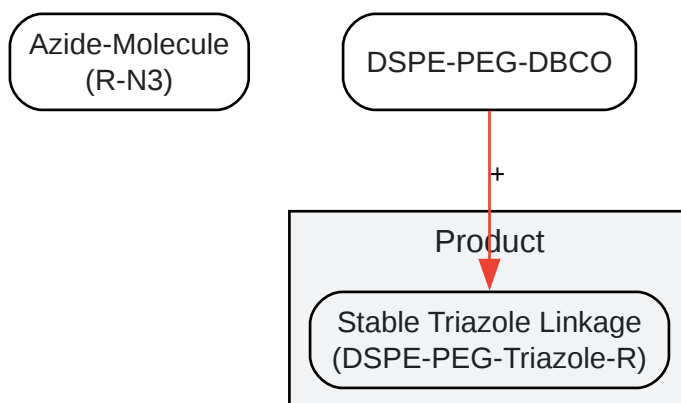 Azide-Molecule
(R-N3)
DSPE-PEG-DBCO
+
Product
Stable Triazole Linkage
(DSPE-PEG-Triazole-R)